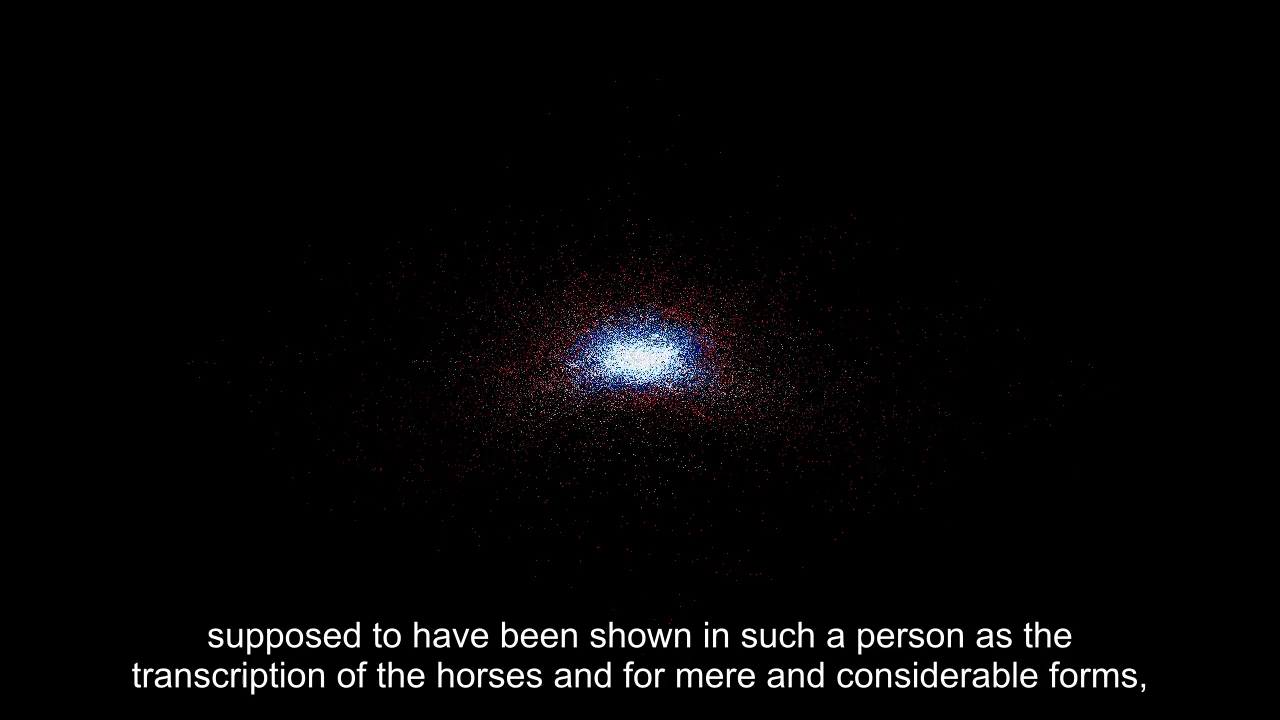 supposed to have been shown in such a person as the
transcription of the horses and for mere and considerable forms,